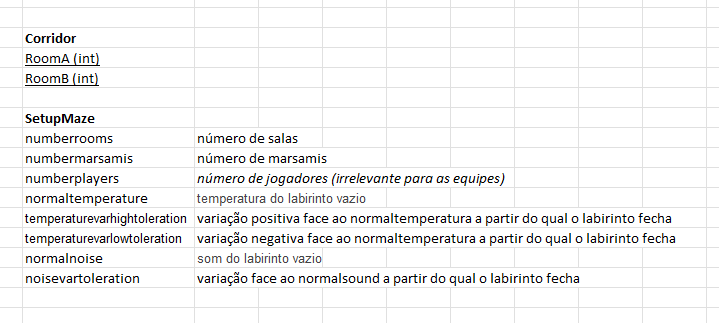 Corridor
RoomA (int)
RoomB (int)
SetupMaze
numberrooms número de salas
numbermarsamis número de marsamis
numberplayers número de jogadores (irrelevante para as equipes)
normaltemperature temperatura do labirinto vazio
temperaturevarhightoleration variação positiva face ao normaltemperatura a partir do qual o labirinto fecha
temperaturevarlowtoleration variação negativa face ao normaltemperatura a partir do qual o labirinto fecha
normalnoise som do labirinto vazio
noisevartoleration variação face ao normalsound a partir do qual o labirinto fecha